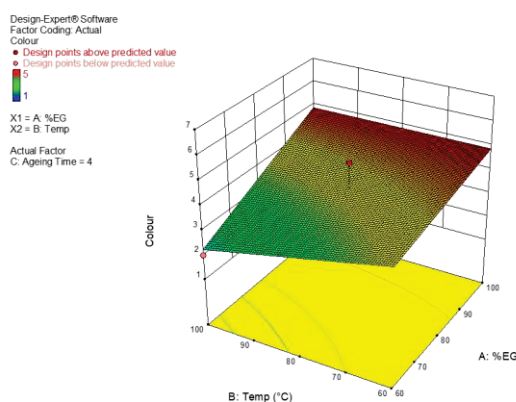 Design-Expert® Software
Factor Coding: Actual
Colour
Design points above predicted value
Design points below predicted value
5
1
X1 = A: %EG
X2 = B: Temp
Actual Factor
C: Ageing Time = 4
7
6
5
4
3
2
1
Colour
100
90
80
70
60
B: Temp (°C)
60
70
80
90
100
A: %EG